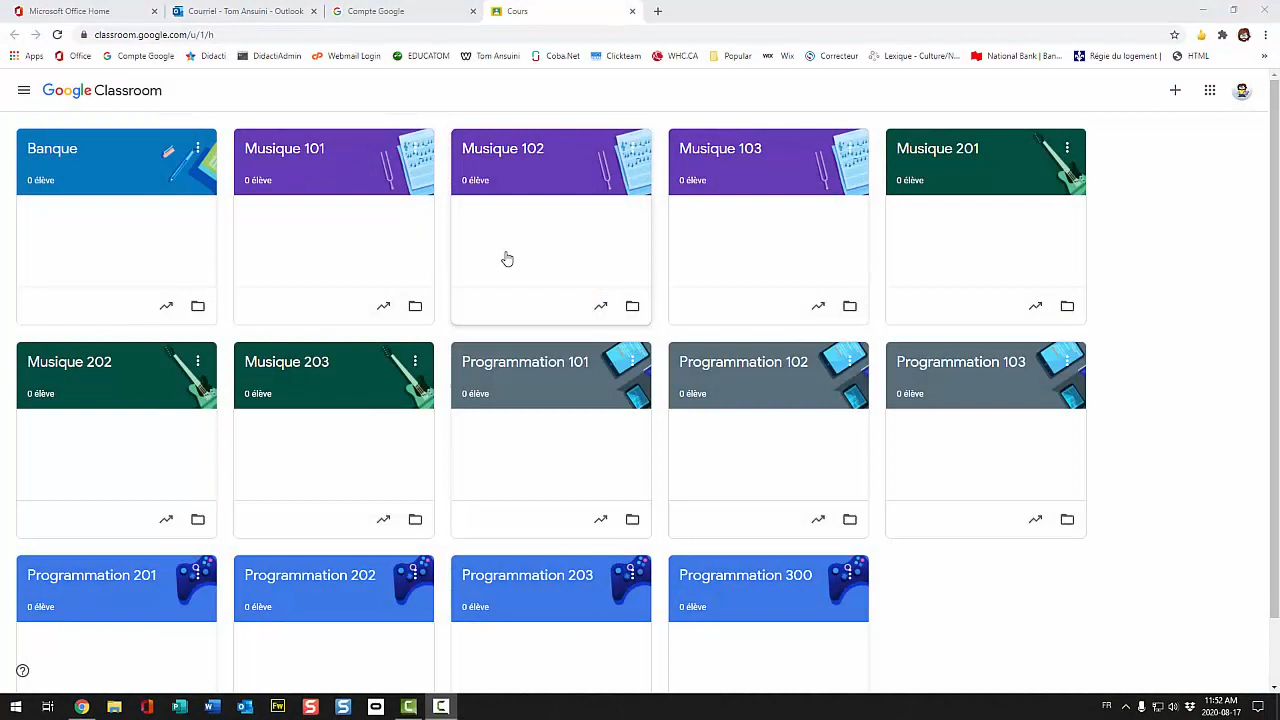 Microsoft Office Home
Courriel - Tom Ansuini - Outlook
Compte Google
Cours
classroom.google.com/u/1/h
Apps
Office
Compte Google
Didacti
DidactiAdmin
Webmail Login
EDUCATOM
Tom Ansuini
Coba.Net
Clickteam
WHC.CA
Popular
Wix
Correcteur
Lexique - Culture/N...
National Bank | Ban...
Régie du logement |
HTML
»
Google Classroom
Banque
0 élève
Musique 101
0 élève
Musique 102
0 élève
Musique 103
0 élève
Musique 201
0 élève
Musique 202
0 élève
Musique 203
0 élève
Programmation 101
0 élève
Programmation 102
0 élève
Programmation 103
0 élève
Programmation 201
0 élève
Programmation 202
0 élève
Programmation 203
0 élève
Programmation 300
0 élève
Fw
FR
11:52 AM
2020-08-17